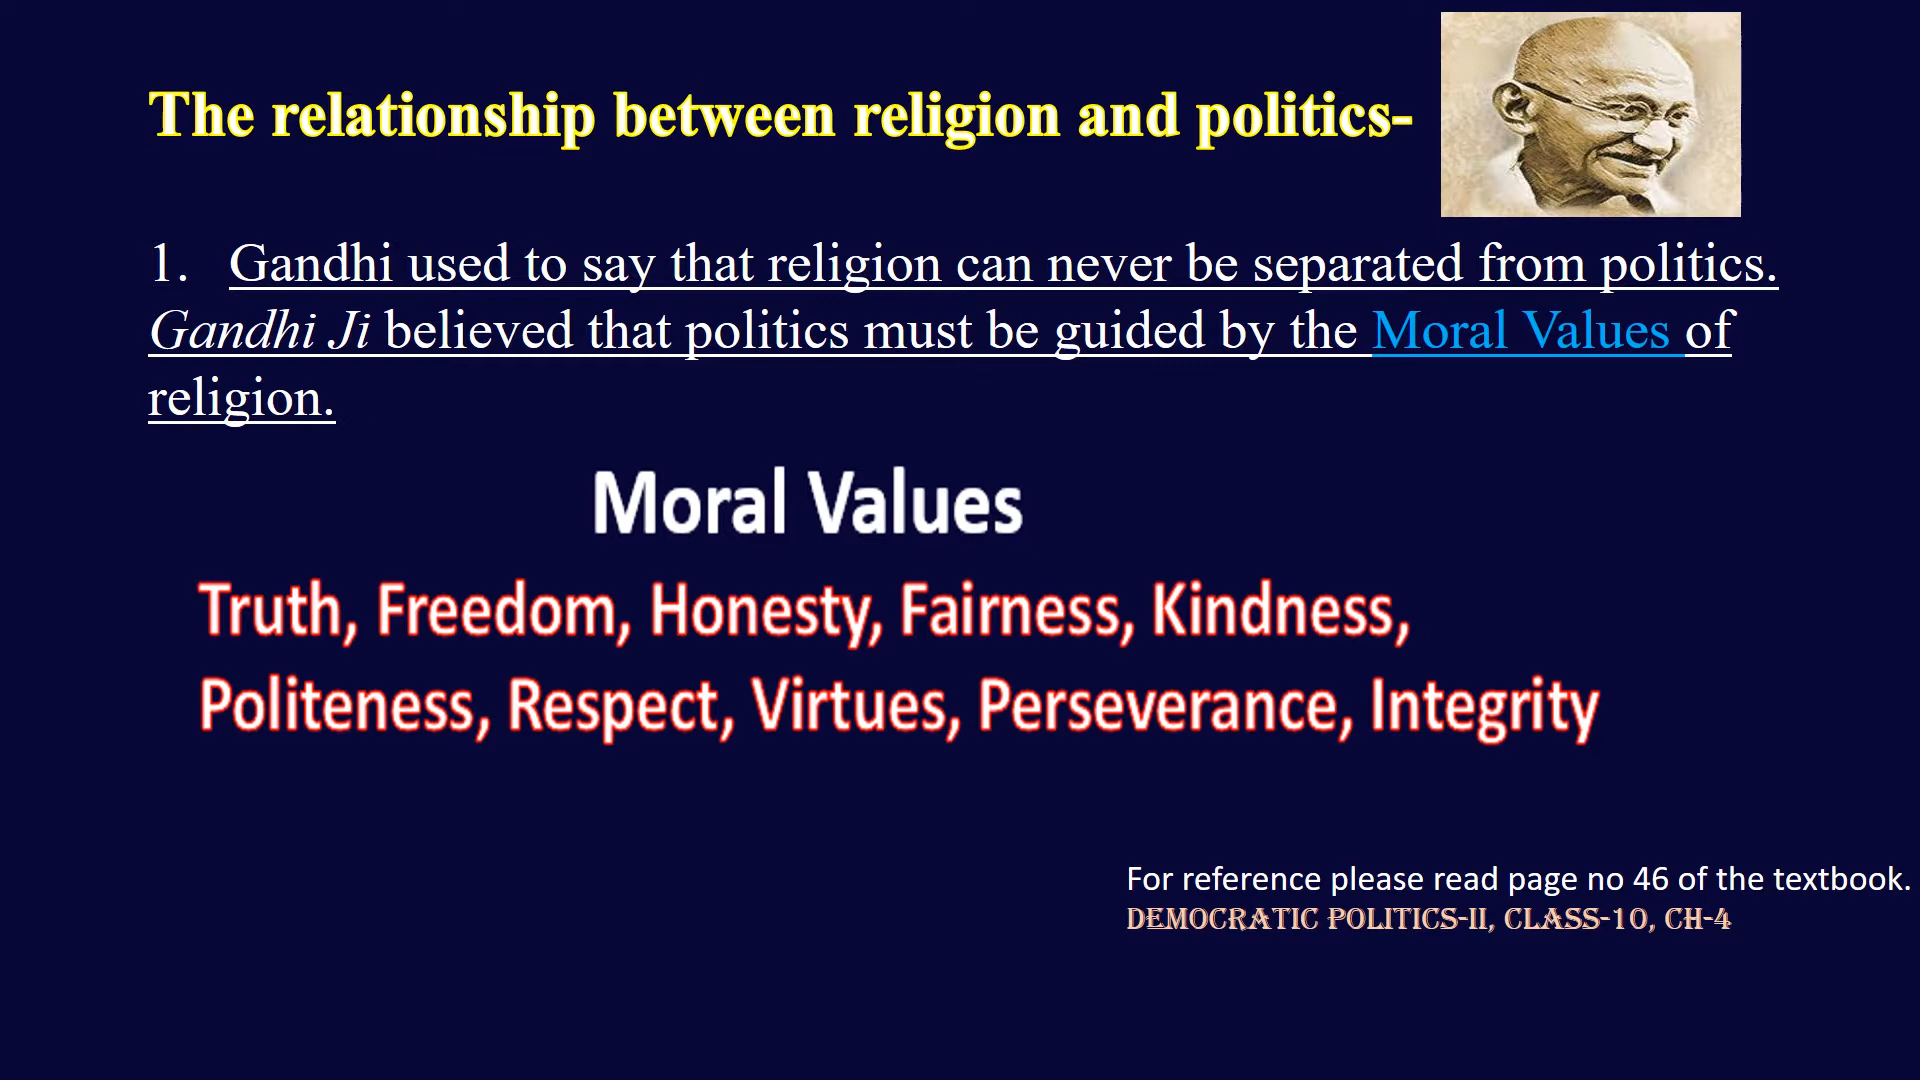 The relationship between religion and politics-
1. Gandhi used to say that religion can never be separated from politics.
Gandhi Ji believed that politics must be guided by the Moral Values of
religion.
Moral Values
Truth, Freedom, Honesty, Fairness, Kindness,
Politeness, Respect, Virtues, Perseverance, Integrity
For reference please read page no 46 of the textbook.
DEMOCRATIC POLITICS-II, CLASS-10, CH-4